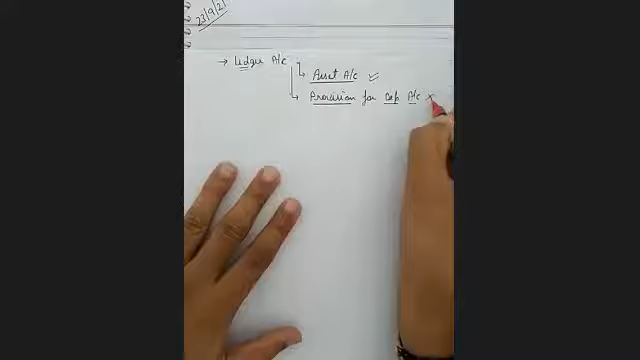 23/9/21
→ Ledger A/c
→ Asset A/c ✓
→ Provision for Dep A/c ×